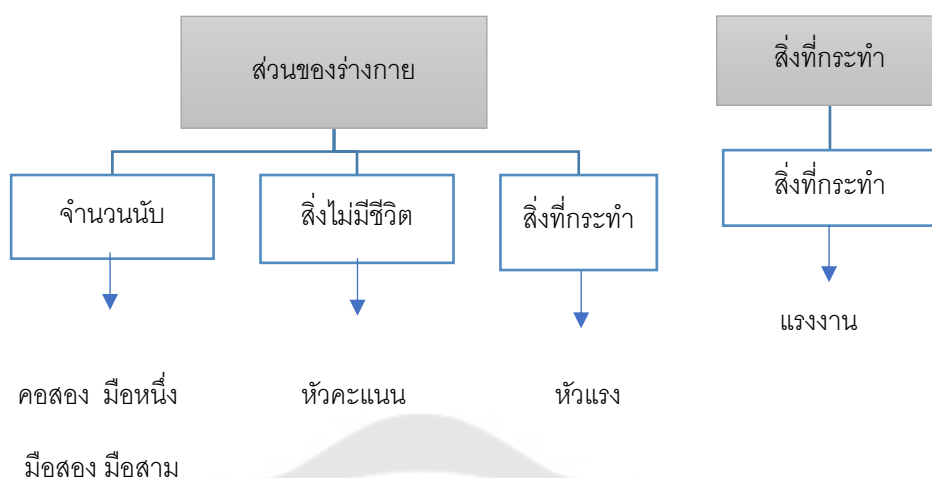 ส่วนของร่างกาย
สิ่งที่กระทำ
จำนวนนับ
สิ่งไม่มีชีวิต
สิ่งที่กระทำ
สิ่งที่กระทำ
แรงงาน
คอสอง มือหนึ่ง
หัวคะแนน
หัวแรง
มือสอง มือสาม